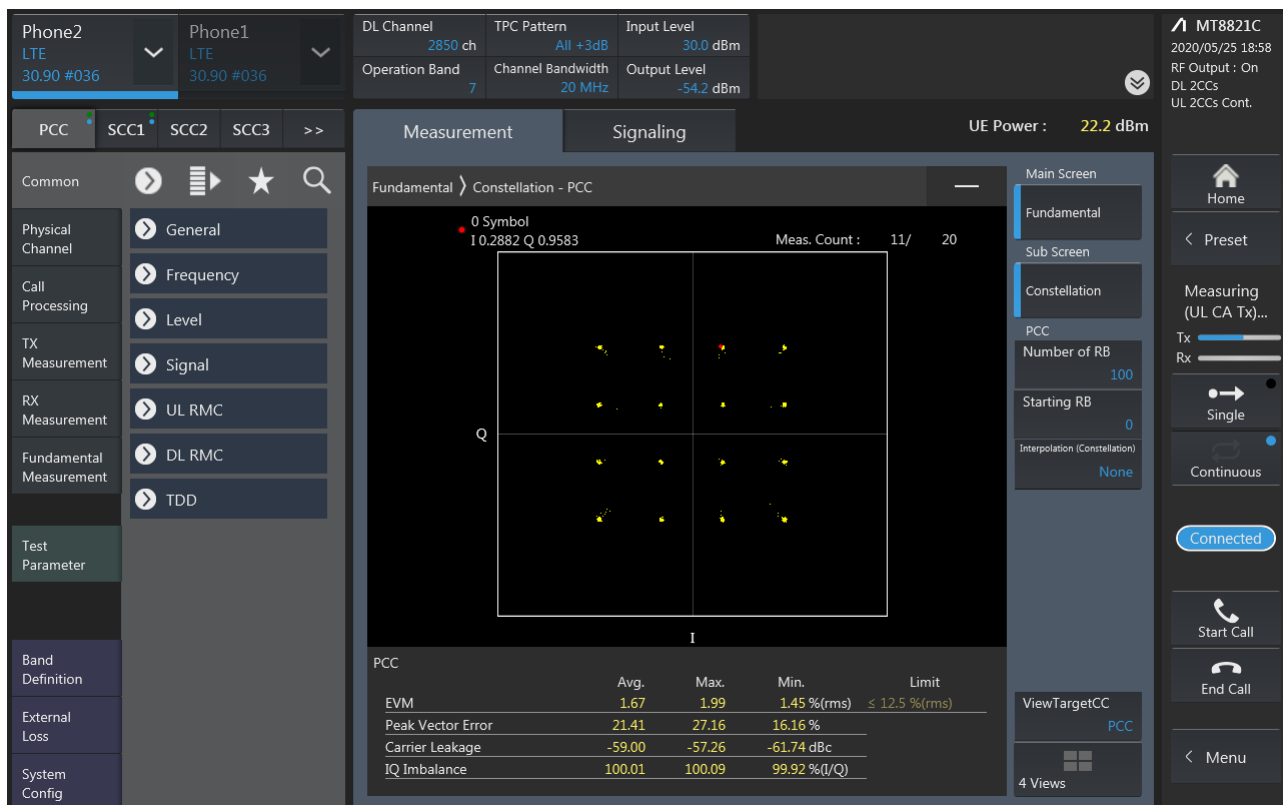 Phone2
LTE
30.90 #036
Phone1
LTE
30.90 #036
DL Channel
2850 ch
TPC Pattern
All +3dB
Input Level
30.0 dBm
Operation Band
7
Channel Bandwidth
20 MHz
Output Level
-54.2 dBm
MT8821C
2020/05/25 18:58
RF Output : On
DL 2CCs
UL 2CCs Cont.
PCC SCC1 SCC2 SCC3 >>
Measurement
Signaling
UE Power : 22.2 dBm
Common
Physical
Channel
Call
Processing
TX
Measurement
RX
Measurement
Fundamental
Measurement
Test
Parameter
Band
Definition
External
Loss
System
Config
General
Frequency
Level
Signal
UL RMC
DL RMC
TDD
Fundamental ⟩ Constellation - PCC
0 Symbol
I 0.2882 Q 0.9583
Meas. Count : 11/ 20
Q
I
PCC
Avg. Max. Min. Limit
EVM 1.67 1.99 1.45 %(rms) ≤ 12.5 %(rms)
Peak Vector Error 21.41 27.16 16.16 %
Carrier Leakage -59.00 -57.26 -61.74 dBc
IQ Imbalance 100.01 100.09 99.92 %(I/Q)
Main Screen
Fundamental
Sub Screen
Constellation
PCC
Number of RB
100
Starting RB
0
Interpolation (Constellation)
None
ViewTargetCC
PCC
4 Views
Home
< Preset
Measuring
(UL CA Tx)...
Tx
Rx
Single
Continuous
Connected
Start Call
End Call
< Menu